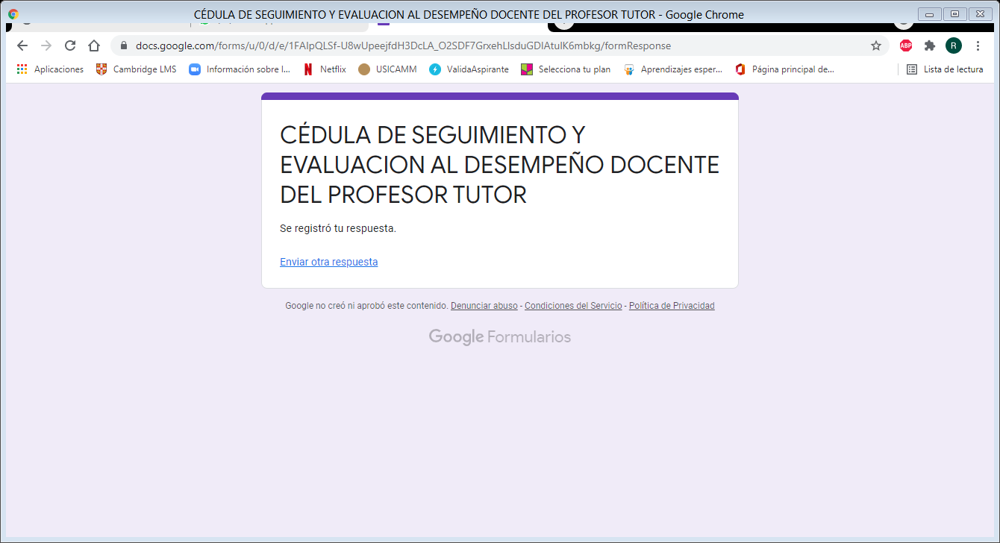 CÉDULA DE SEGUIMIENTO Y EVALUACION AL DESEMPEÑO DOCENTE DEL PROFESOR TUTOR - Google Chrome
docs.google.com/forms/u/0/d/e/1FAIpQLSf-U8wUpeejfdH3DcLA_O2SDF7GrxehLlsduGDIAtulK6mbkg/formResponse
ABP
R
Aplicaciones Cambridge LMS Información sobre l... Netflix USICAMM ValidaAspirante Selecciona tu plan Aprendizajes esper... Página principal de... Lista de lectura
CÉDULA DE SEGUIMIENTO Y
EVALUACION AL DESEMPEÑO DOCENTE
DEL PROFESOR TUTOR
Se registró tu respuesta.
Enviar otra respuesta
Google no creó ni aprobó este contenido. Denunciar abuso - Condiciones del Servicio - Política de Privacidad
Google Formularios